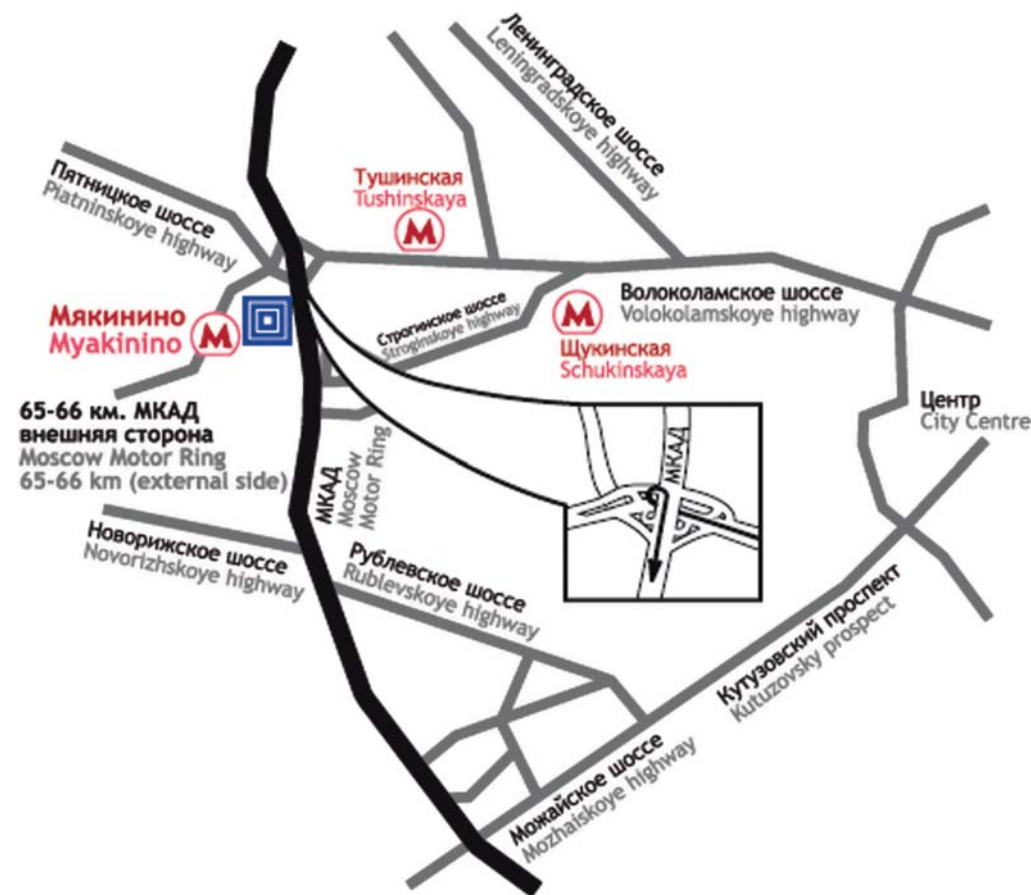 Ленинградское шоссе
Leningradskoye highway
Пятницкое шоссе
Piatninskoye highway
Тушинская
Tushinskaya
М
Мякинино
Myakinino
М
Строгинское шоссе
Stroginskoye highway
М
Щукинская
Schukinskaya
Волоколамское шоссе
Volokolamskoye highway
65-66 км. МКАД
внешняя сторона
Moscow Motor Ring
65-66 km (external side)
Центр
City Centre
МКАД
Moscow
Motor Ring
МКАД
Новорижское шоссе
Novorizhskoye highway
Рублевское шоссе
Rublevskoye highway
Кутузовский проспект
Kutuzovsky prospect
Можайское шоссе
Mozhaiskoye highway